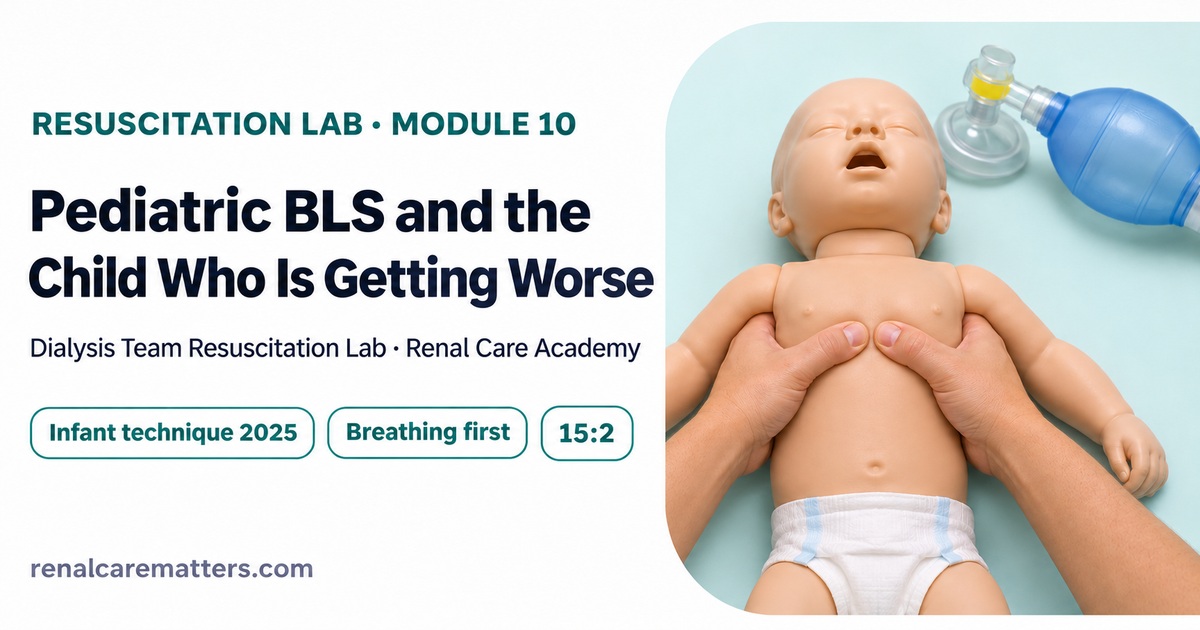 RESUSCITATION LAB • MODULE 10
Pediatric BLS and the
Child Who Is Getting Worse
Dialysis Team Resuscitation Lab · Renal Care Academy
Infant technique 2025
Breathing first
15:2
renalcarematters.com